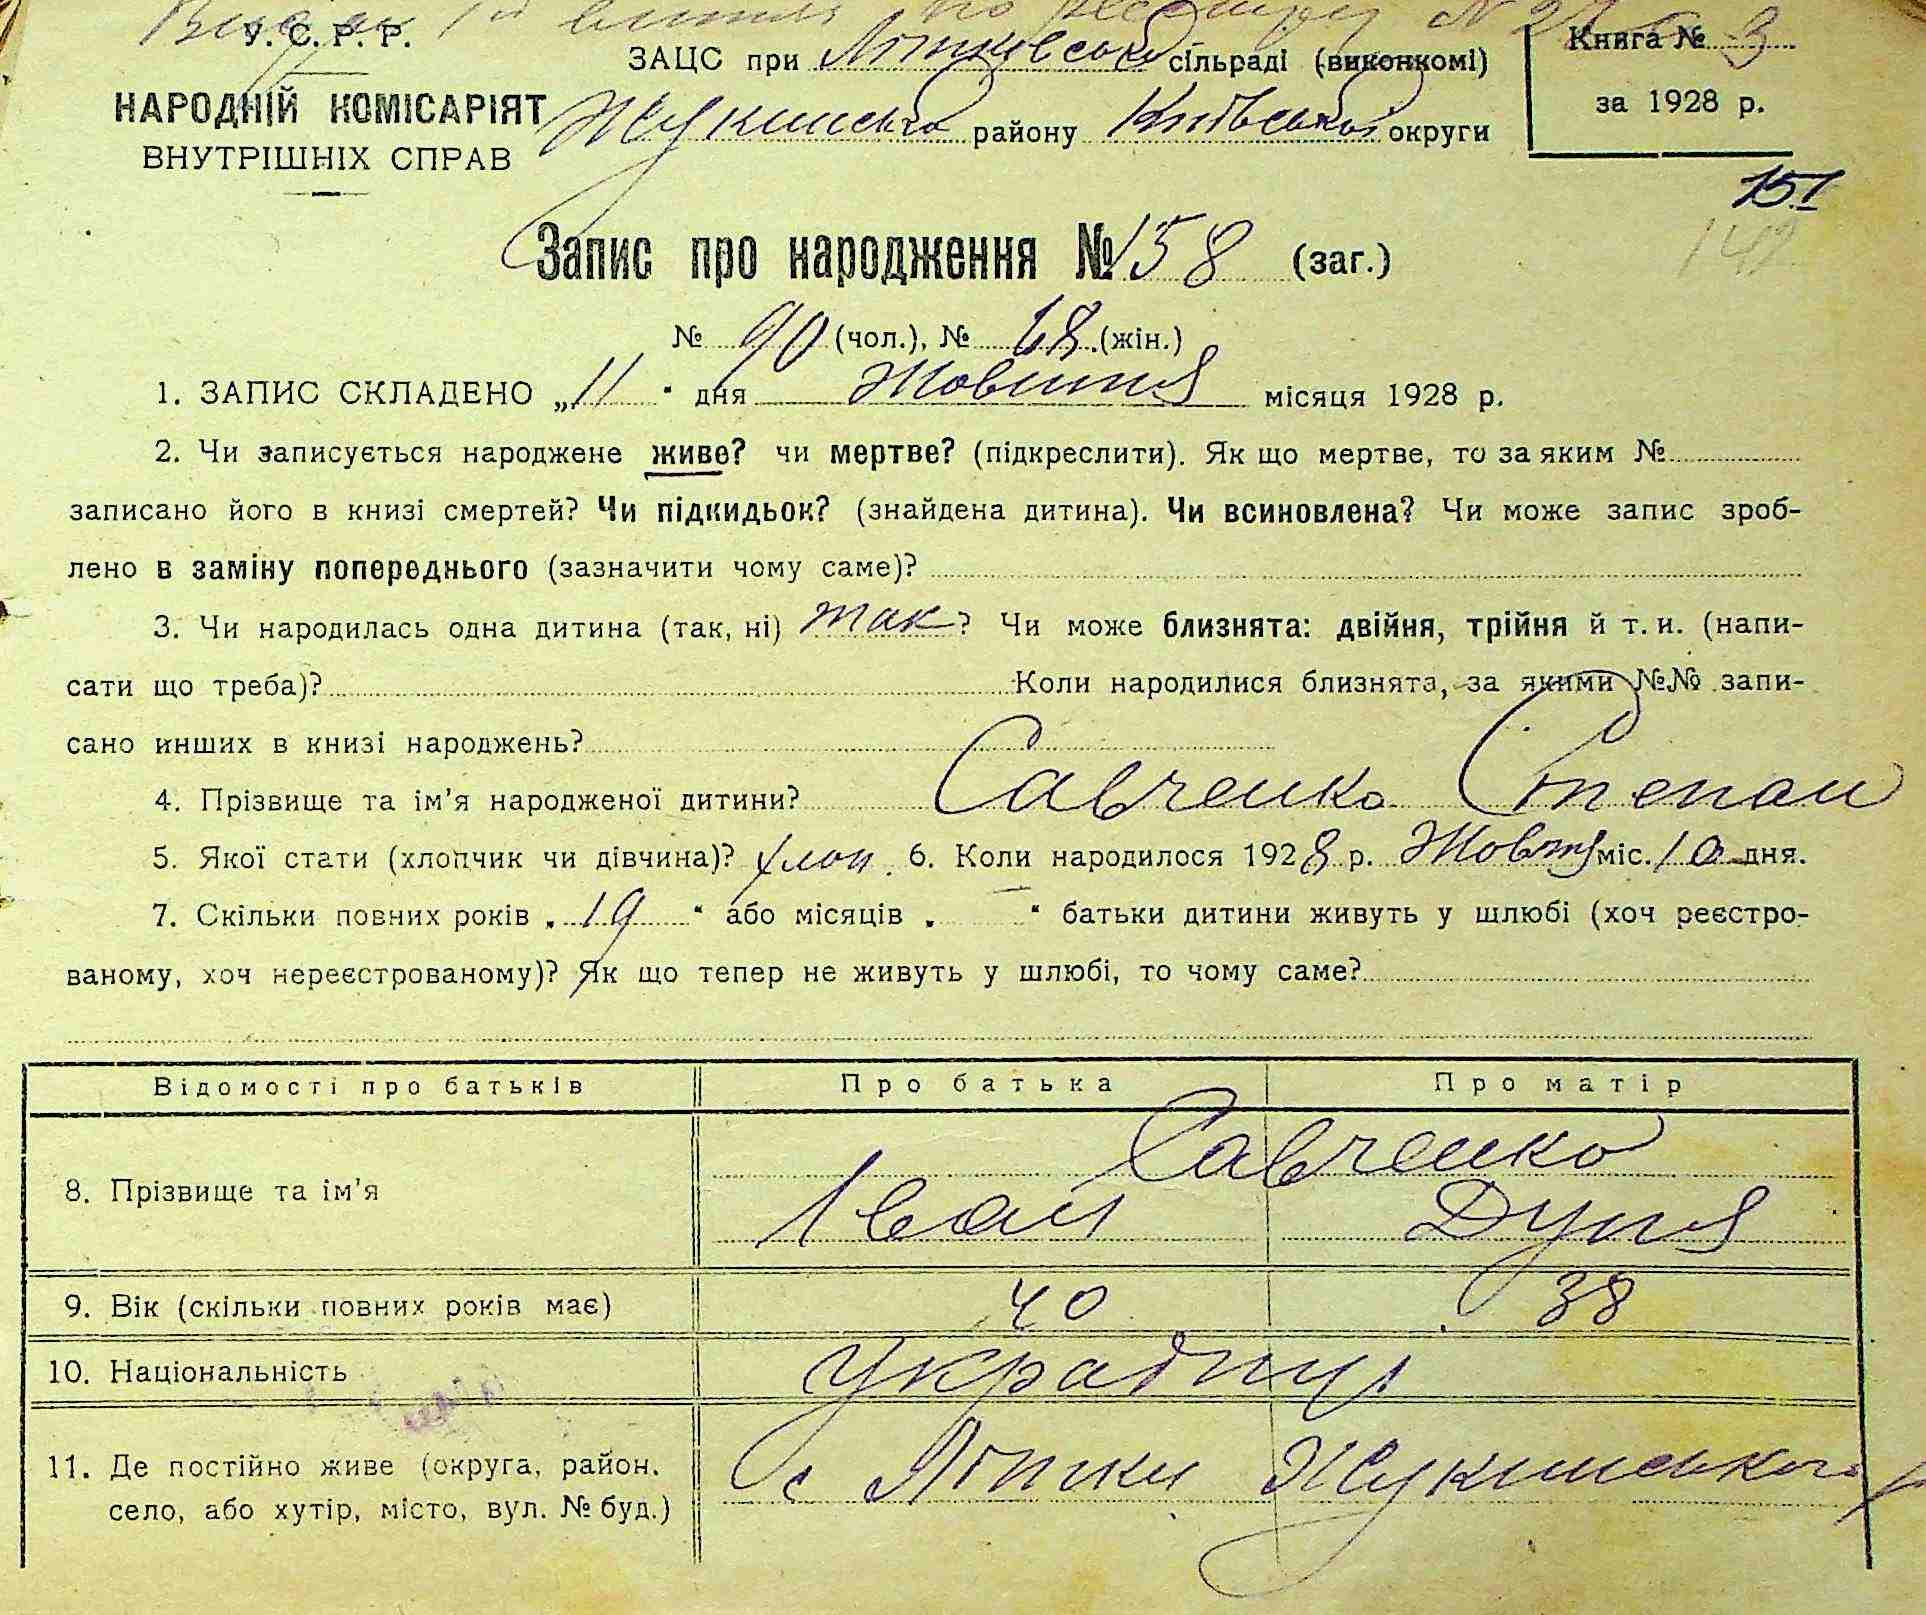 У. С. Р. Р.
НАРОДНІЙ КОМІСАРІЯТ
ВНУТРІШНІХ СПРАВ
ЗАЦС при Літківській сільраді (виконкомі)
Жукинського району Київської округи
Книга № 3
за 1928 р.
151
142
Запис про народження № 158 (заг.)
№ 90 (чол.), № 68 (жін.)
1. ЗАПИС СКЛАДЕНО „11" дня Жовтня місяця 1928 р.
2. Чи записується народжене живе? чи мертве? (підкреслити). Як що мертве, то за яким №
записано його в книзі смертей? Чи підкидьок? (знайдена дитина). Чи всиновлена? Чи може запис зроб-
лено в заміну попереднього (зазначити чому саме)?
3. Чи народилась одна дитина (так, ні) так? Чи може близнята: двійня, трійня й т. и. (напи-
сати що треба)? Коли народилися близнята, за якими №№ запи-
сано инших в книзі народжень?
4. Прізвище та ім'я народженої дитини? Савченко Степан
5. Якої стати (хлопчик чи дівчина)? хлоп. 6. Коли народилося 1928 р. Жовтня міс. 10 дня.
7. Скільки повних років „19" або місяців „ " батьки дитини живуть у шлюбі (хоч реєстро-
ваному, хоч нереєстрованому)? Як що тепер не живуть у шлюбі, то чому саме?
Відомості про батьків Про батька Про матір
Савченко
8. Прізвище та ім'я
Іван Дуня
9. Вік (скільки повних років має) 40 38
10. Національність Українці
11. Де постійно живе (округа, район, с Літки Жукинського р
село, або хутір, місто, вул. № буд.)